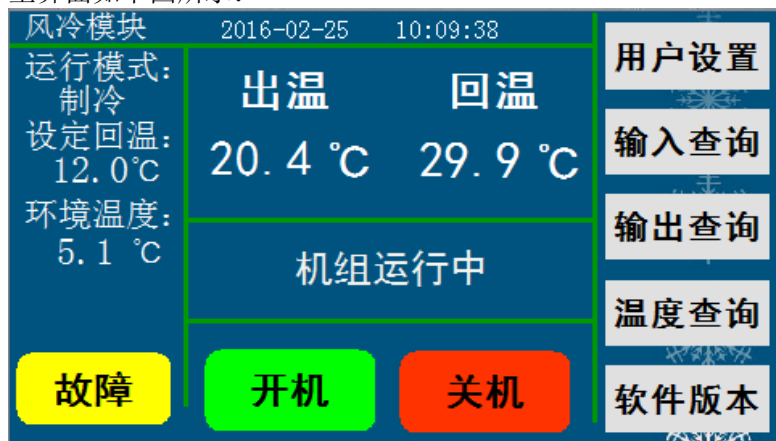 风冷模块 2016-02-25 10:09:38
运行模式:
制冷
设定回温:
12.0℃
环境温度:
5.1 ℃
出温 回温
20.4 ℃ 29.9 ℃
机组运行中
故障 开机 关机
用户设置
输入查询
输出查询
温度查询
软件版本